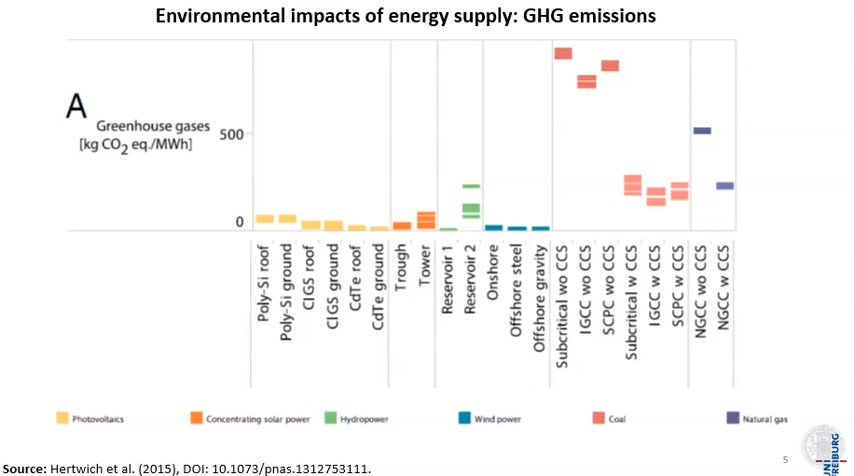 Environmental impacts of energy supply: GHG emissions
A
Greenhouse gases
[kg CO₂ eq./MWh]
500
0
Poly-Si roof
Poly-Si ground
CIGS roof
CIGS ground
CdTe roof
CdTe ground
Trough
Tower
Reservoir 1
Reservoir 2
Onshore
Offshore steel
Offshore gravity
Subcritical wo CCS
IGCC wo CCS
SCPC wo CCS
Subcritical w CCS
IGCC w CCS
SCPC w CCS
NGCC wo CCS
NGCC w CCS
Photovoltaics
Concentrating solar power
Hydropower
Wind power
Coal
Natural gas
5
Source: Hertwich et al. (2015), DOI: 10.1073/pnas.1312753111.
UNI
FREIBURG